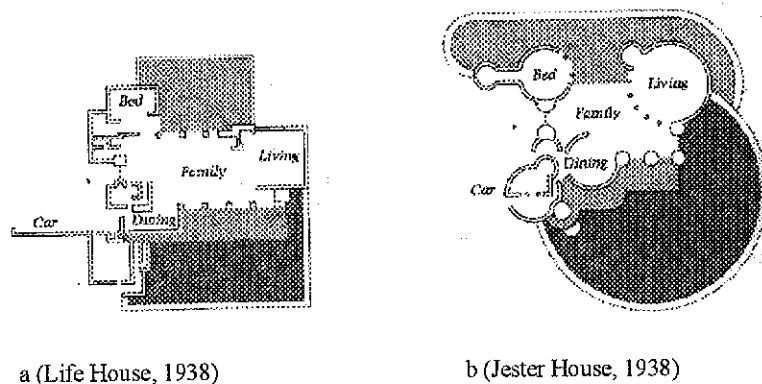 Bed
Living
Family
Car
Dining
Bed
Living
Family
Dining
Car
a (Life House, 1938)
b (Jester House, 1938)